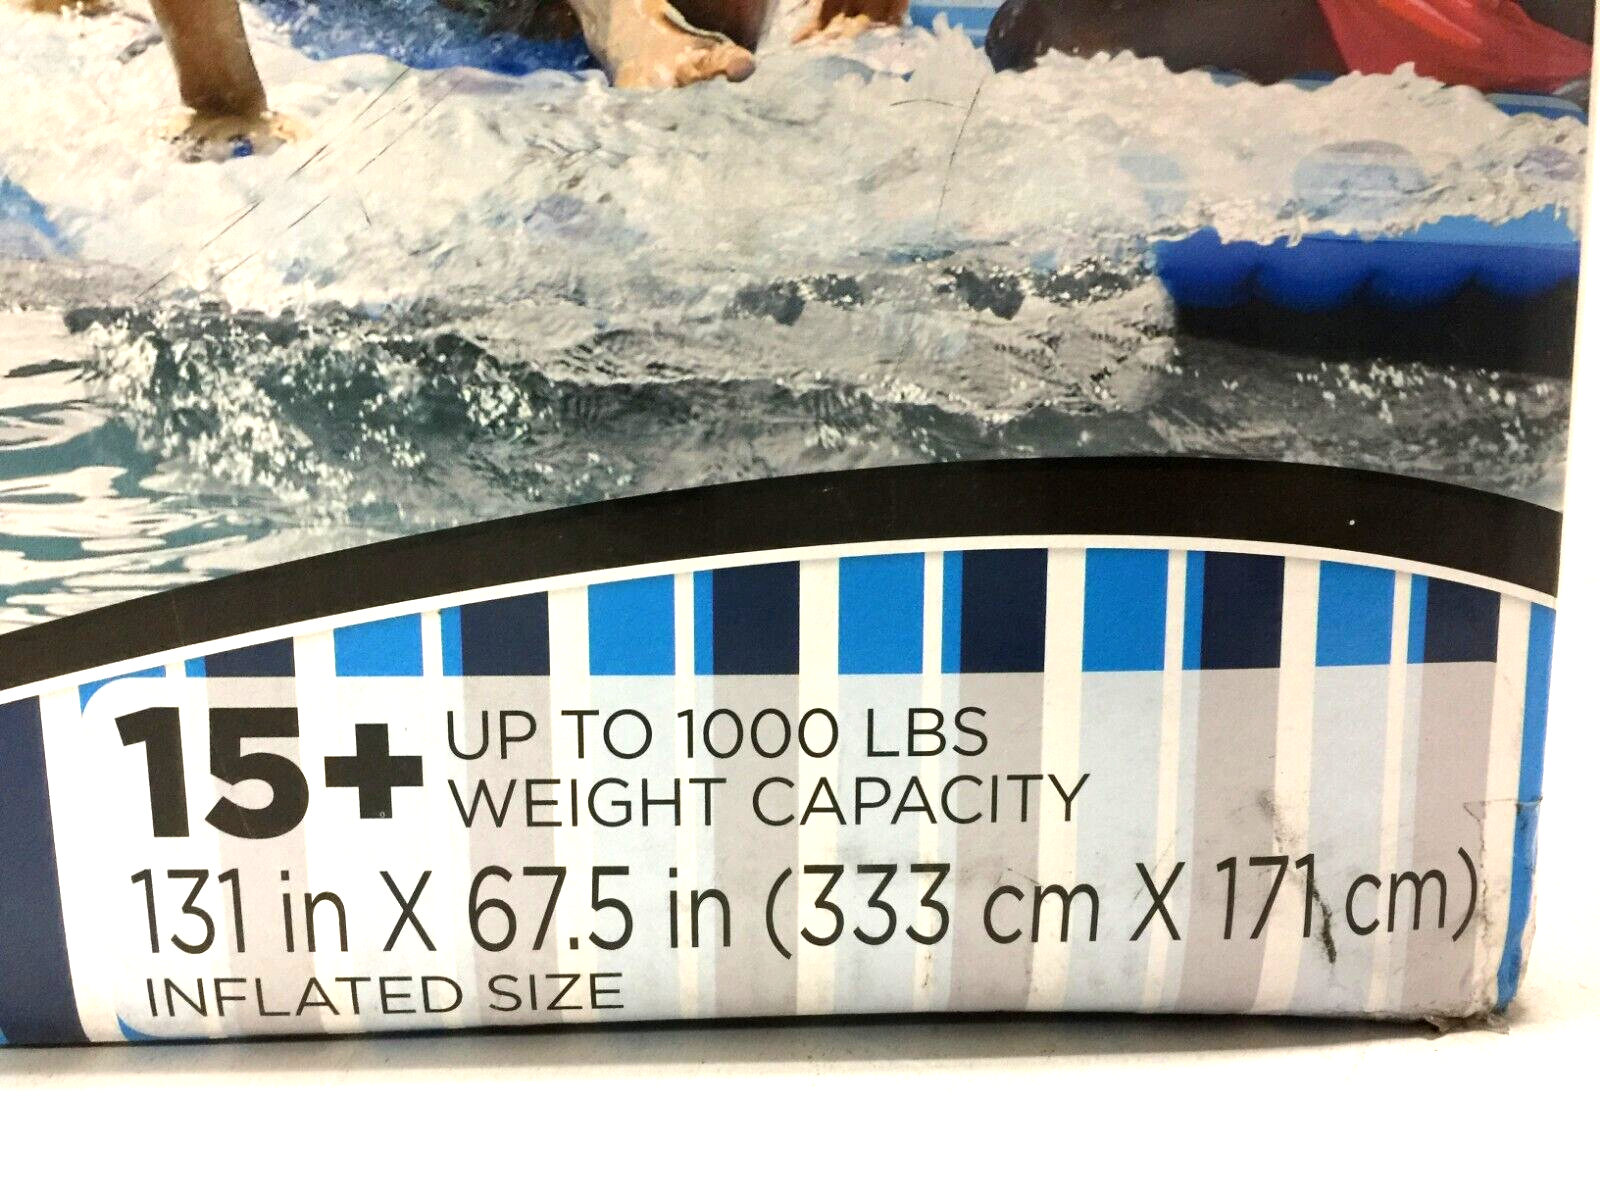 15+ UP TO 1000 LBS
WEIGHT CAPACITY
131 in X 67.5 in (333 cm X 171 cm)
INFLATED SIZE